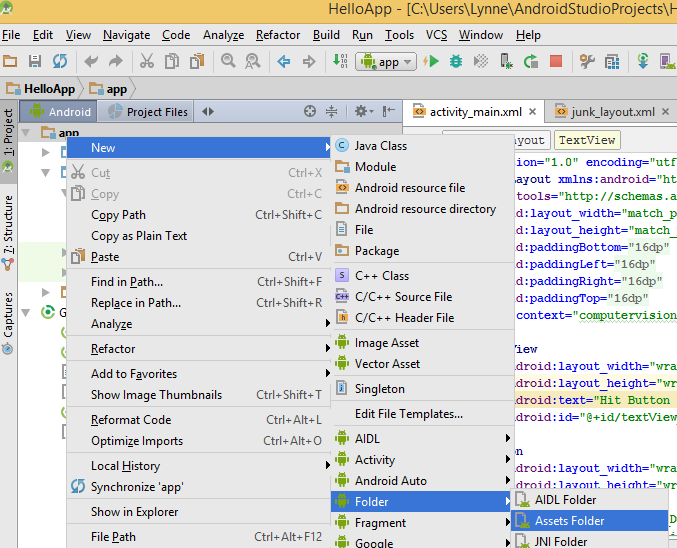 HelloApp - [C:\Users\Lynne\AndroidStudioProjects\H
File Edit View Navigate Code Analyze Refactor Build Run Tools VCS Window Help
app
HelloApp app
Android Project Files
activity_main.xml junk_layout.xml
1: Project
7: Structure
Captures
app
ayout TextView
New
Cut Ctrl+X
Copy Ctrl+C
Copy Path Ctrl+Shift+C
Copy as Plain Text
Paste Ctrl+V
Find in Path... Ctrl+Shift+F
Replace in Path... Ctrl+Shift+R
Analyze
Refactor
Add to Favorites
Show Image Thumbnails Ctrl+Shift+T
Reformat Code Ctrl+Alt+L
Optimize Imports Ctrl+Alt+O
Local History
Synchronize 'app'
Show in Explorer
File Path Ctrl+Alt+F12
Java Class
Module
Android resource file
Android resource directory
File
Package
C++ Class
C/C++ Source File
C/C++ Header File
Image Asset
Vector Asset
Singleton
Edit File Templates...
AIDL
Activity
Android Auto
Folder
Fragment
Google
AIDL Folder
Assets Folder
JNI Folder
sion="1.0" encoding="utf
Layout xmlns:android="ht
tools="http://schemas.a
d:layout_width="match_p
d:layout_height="match_
d:paddingBottom="16dp"
d:paddingLeft="16dp"
d:paddingRight="16dp"
d:paddingTop="16dp"
context="computervision
View
ndroid:layout_width="wra
ndroid:layout_height="wr
ndroid:text="Hit Button
ndroid:id="@+id/textView
on
ndroid:layout_width="wra
ndroid:layout_height="wr